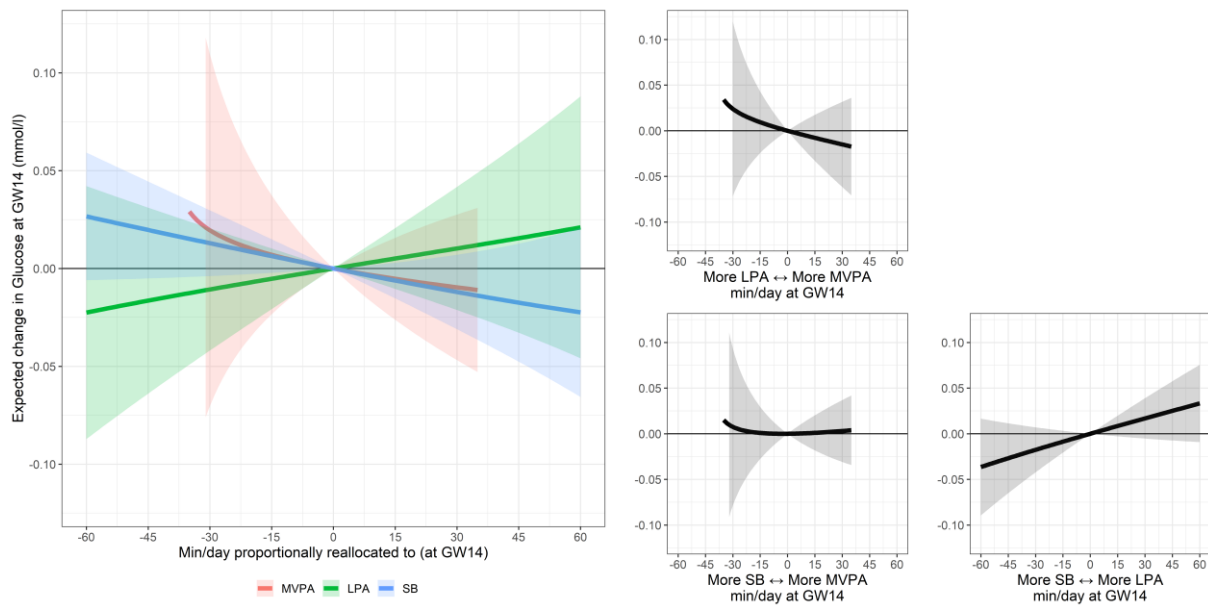 Expected change in Glucose at GW14 (mmol/l)
0.10
0.05
0.00
-0.05
-0.10
-60 -45 -30 -15 0 15 30 45 60
Min/day proportionally reallocated to (at GW14)
MVPA LPA SB
0.10
0.05
0.00
-0.05
-0.10
-60 -45 -30 -15 0 15 30 45 60
More LPA ↔ More MVPA
min/day at GW14
0.10
0.05
0.00
-0.05
-0.10
-60 -45 -30 -15 0 15 30 45 60
More SB ↔ More MVPA
min/day at GW14
0.10
0.05
0.00
-0.05
-0.10
-60 -45 -30 -15 0 15 30 45 60
More SB ↔ More LPA
min/day at GW14